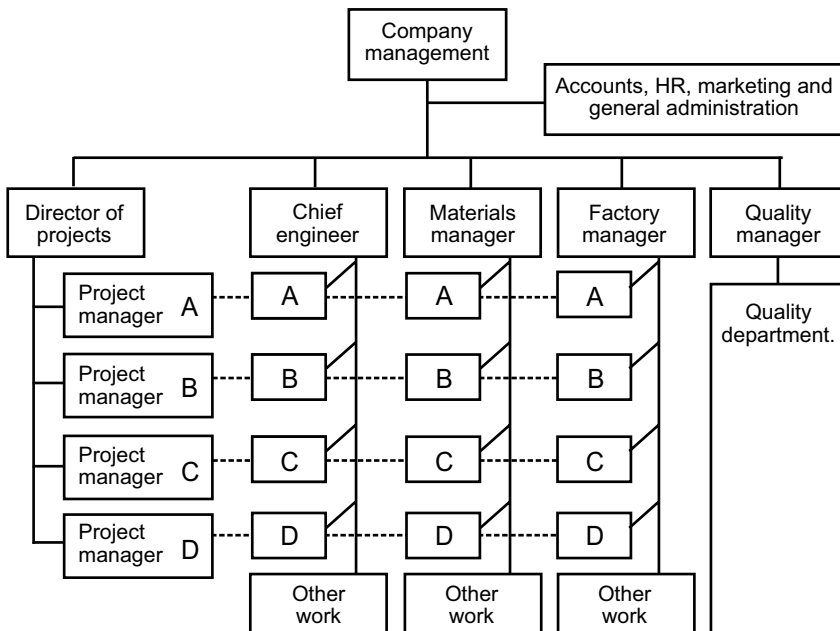 Company
management
Accounts, HR, marketing and
general administration
Director of
projects
Chief
engineer
Materials
manager
Factory
manager
Quality
manager
Project
manager A
A
A
A
Quality
department.
Project
manager B
B
B
B
Project
manager C
C
C
C
Project
manager D
D
D
D
Other
work
Other
work
Other
work